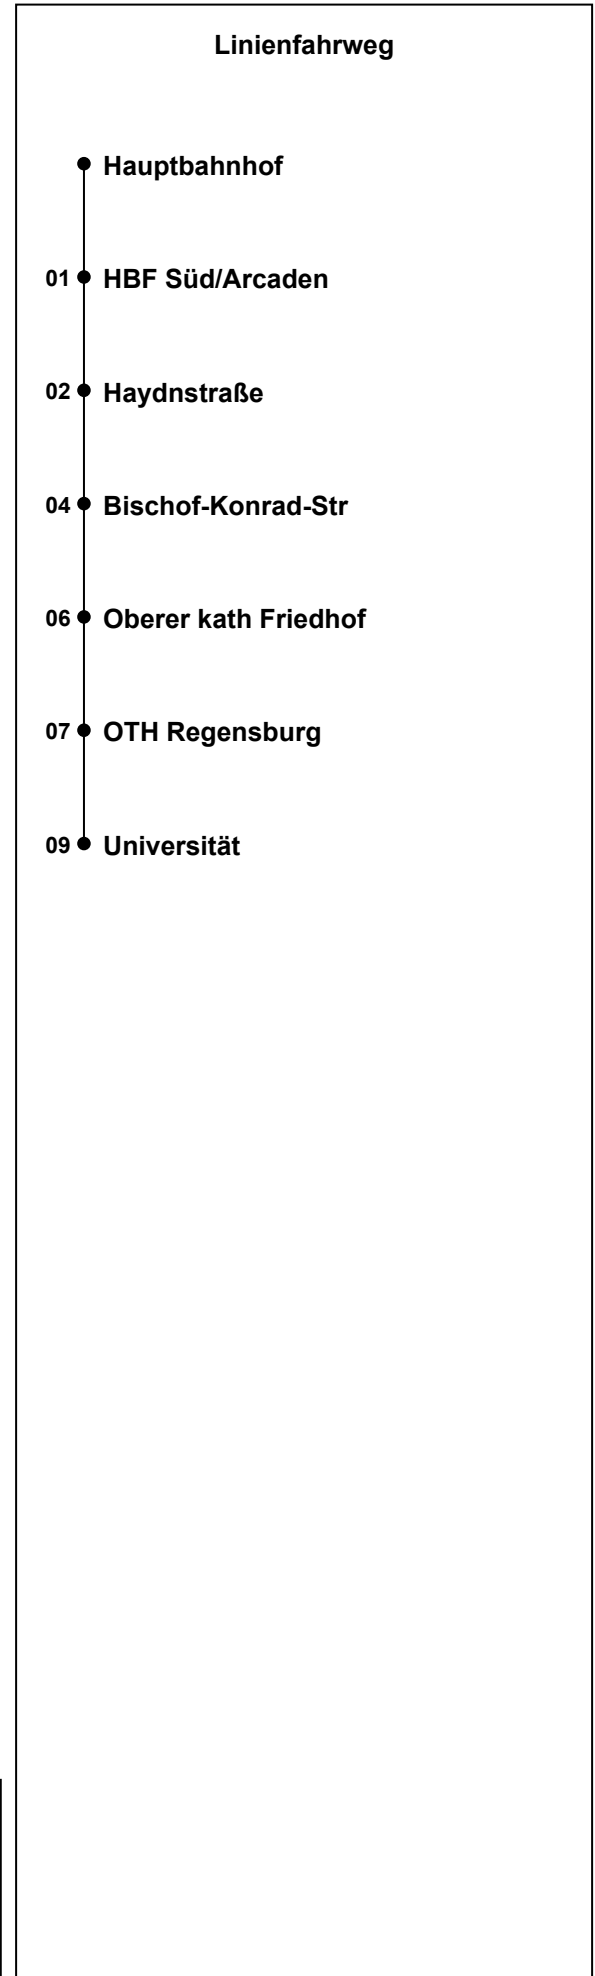 Linienfahrweg
Hauptbahnhof
01 HBF Süd/Arcaden
02 Haydnstraße
04 Bischof-Konrad-Str
06 Oberer kath Friedhof
07 OTH Regensburg
09 Universität